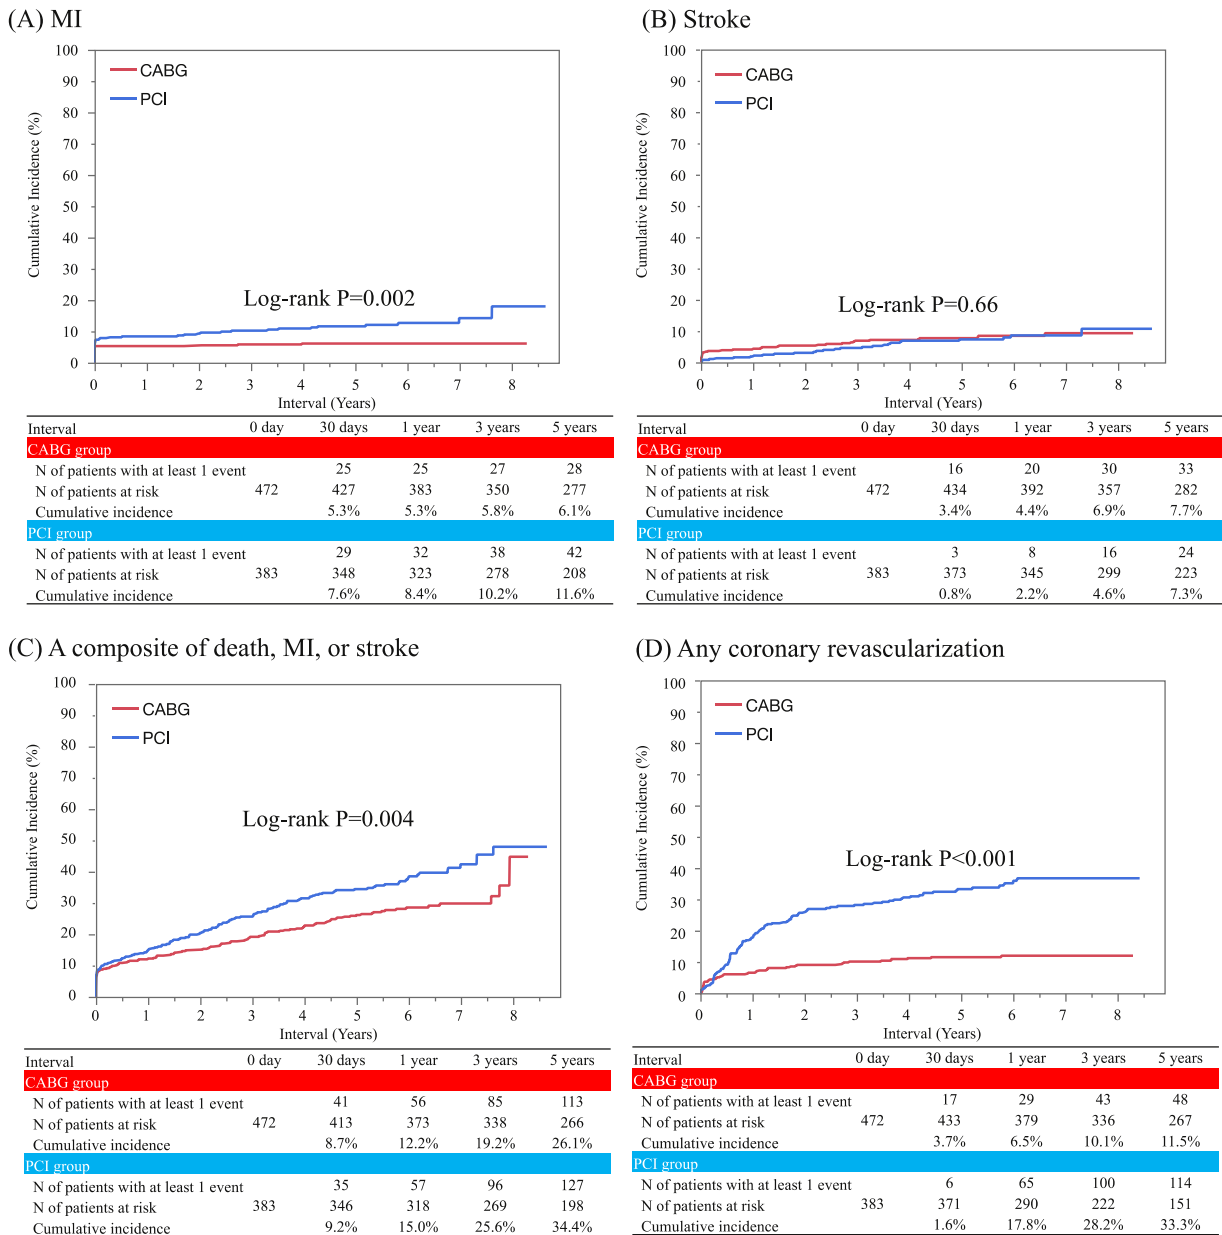 (A) MI
Cumulative Incidence (%)
100
90
80
70
60
50
40
30
20
10
0
CABG
PCI
Log-rank P=0.002
0 1 2 3 4 5 6 7 8
Interval (Years)
Interval 0 day 30 days 1 year 3 years 5 years
CABG group
N of patients with at least 1 event 25 25 27 28
N of patients at risk 472 427 383 350 277
Cumulative incidence 5.3% 5.3% 5.8% 6.1%
PCI group
N of patients with at least 1 event 29 32 38 42
N of patients at risk 383 348 323 278 208
Cumulative incidence 7.6% 8.4% 10.2% 11.6%
(B) Stroke
Cumulative Incidence (%)
100
90
80
70
60
50
40
30
20
10
0
CABG
PCI
Log-rank P=0.66
0 1 2 3 4 5 6 7 8
Interval (Years)
Interval 0 day 30 days 1 year 3 years 5 years
CABG group
N of patients with at least 1 event 16 20 30 33
N of patients at risk 472 434 392 357 282
Cumulative incidence 3.4% 4.4% 6.9% 7.7%
PCI group
N of patients with at least 1 event 3 8 16 24
N of patients at risk 383 373 345 299 223
Cumulative incidence 0.8% 2.2% 4.6% 7.3%
(C) A composite of death, MI, or stroke
Cumulative Incidence (%)
100
90
80
70
60
50
40
30
20
10
0
CABG
PCI
Log-rank P=0.004
0 1 2 3 4 5 6 7 8
Interval (Years)
Interval 0 day 30 days 1 year 3 years 5 years
CABG group
N of patients with at least 1 event 41 56 85 113
N of patients at risk 472 413 373 338 266
Cumulative incidence 8.7% 12.2% 19.2% 26.1%
PCI group
N of patients with at least 1 event 35 57 96 127
N of patients at risk 383 346 318 269 198
Cumulative incidence 9.2% 15.0% 25.6% 34.4%
(D) Any coronary revascularization
Cumulative Incidence (%)
100
90
80
70
60
50
40
30
20
10
0
CABG
PCI
Log-rank P<0.001
0 1 2 3 4 5 6 7 8
Interval (Years)
Interval 0 day 30 days 1 year 3 years 5 years
CABG group
N of patients with at least 1 event 17 29 43 48
N of patients at risk 472 433 379 336 267
Cumulative incidence 3.7% 6.5% 10.1% 11.5%
PCI group
N of patients with at least 1 event 6 65 100 114
N of patients at risk 383 371 290 222 151
Cumulative incidence 1.6% 17.8% 28.2% 33.3%